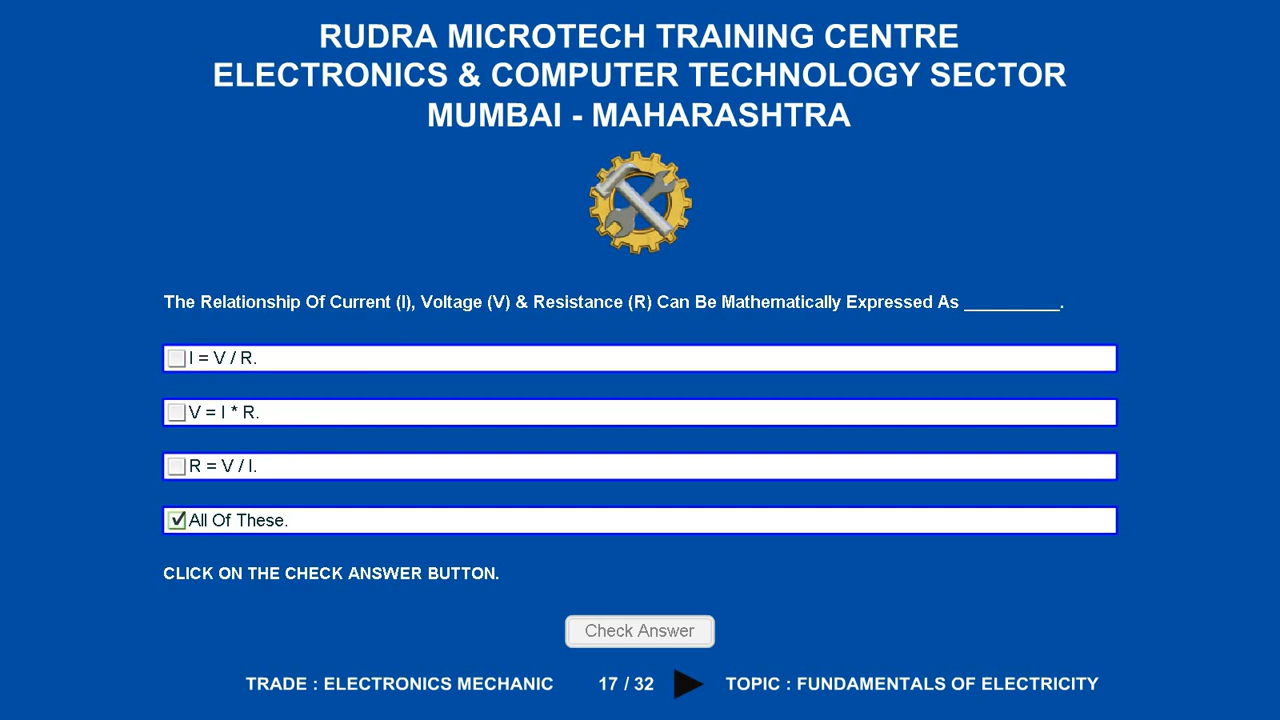 RUDRA MICROTECH TRAINING CENTRE
ELECTRONICS & COMPUTER TECHNOLOGY SECTOR
MUMBAI - MAHARASHTRA
The Relationship Of Current (I), Voltage (V) & Resistance (R) Can Be Mathematically Expressed As __________.
I = V / R.
V = I * R.
R = V / I.
All Of These.
CLICK ON THE CHECK ANSWER BUTTON.
Check Answer
TRADE : ELECTRONICS MECHANIC 17 / 32 TOPIC : FUNDAMENTALS OF ELECTRICITY